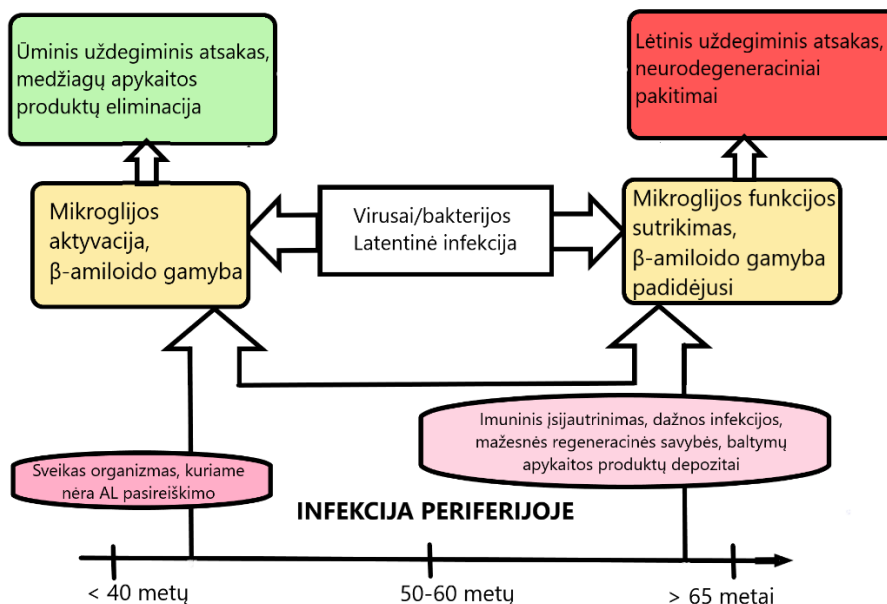 Ūminis uždegiminis atsakas,
medžiagų apykaitos
produktų eliminacija
Lėtinis uždegiminis atsakas,
neurodegeneraciniai
pakitimai
Mikroglijos
aktyvacija,
β-amiloido gamyba
Virusai/bakterijos
Latentinė infekcija
Mikroglijos funkcijos
sutrikimas,
β-amiloido gamyba
padidėjusi
Sveikas organizmas, kuriame
nėra AL pasireiškimo
Imuninis įsijautrinimas, dažnos infekcijos,
mažesnės regeneracinės savybės, baltymų
apykaitos produktų depozitai
INFEKCIJA PERIFERIJOJE
< 40 metų
50-60 metų
> 65 metai